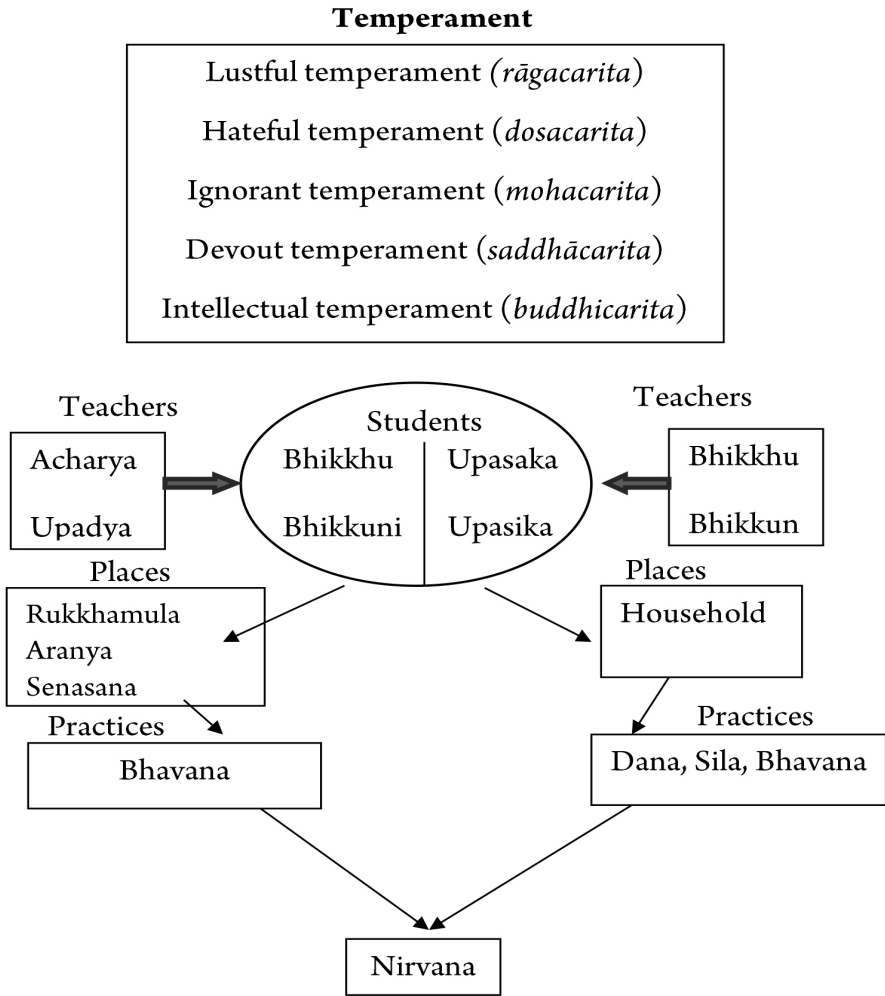 Temperament
Lustful temperament (rāgacarita)
Hateful temperament (dosacarita)
Ignorant temperament (mohacarita)
Devout temperament (saddhācarita)
Intellectual temperament (buddhicarita)
Teachers
Acharya
Upadya
Students
Bhikkhu
Bhikkuni
Upasaka
Upasika
Teachers
Bhikkhu
Bhikkun
Places
Rukkhamula
Aranya
Senasana
Places
Household
Practices
Bhavana
Practices
Dana, Sila, Bhavana
Nirvana